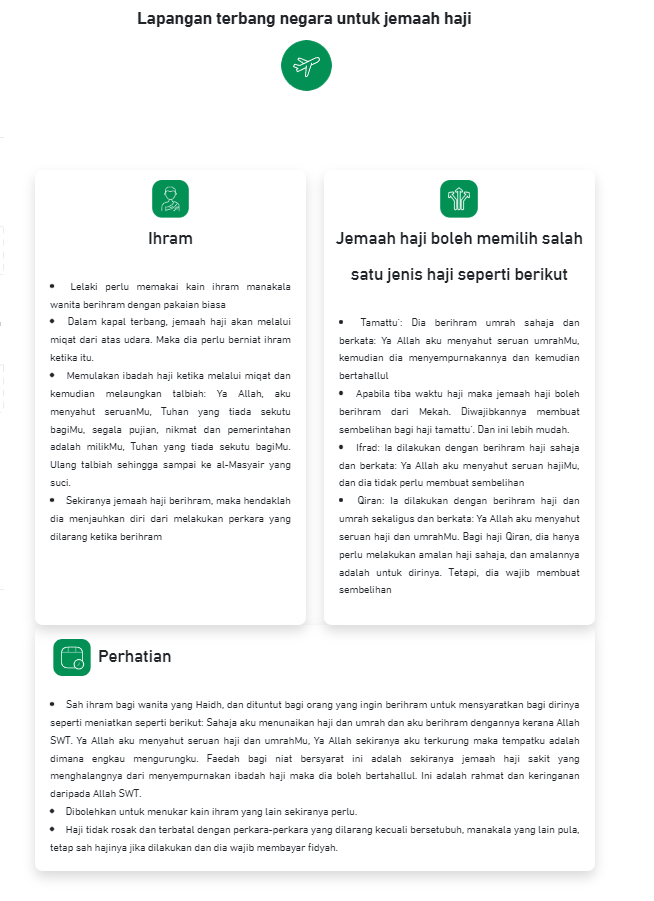 Lapangan terbang negara untuk jemaah haji
Ihram
• Lelaki perlu memakai kain ihram manakala
wanita berihram dengan pakaian biasa
• Dalam kapal terbang, jemaah haji akan melalui
miqat dari atas udara. Maka dia perlu berniat ihram
ketika itu.
• Memulakan ibadah haji ketika melalui miqat dan
kemudian melaungkan talbiah: Ya Allah, aku
menyahut seruanMu, Tuhan yang tiada sekutu
bagiMu, segala pujian, nikmat dan pemerintahan
adalah milikMu, Tuhan yang tiada sekutu bagiMu.
Ulang talbiah sehingga sampai ke al-Masyair yang
suci.
• Sekiranya jemaah haji berihram, maka hendaklah
dia menjauhkan diri dari melakukan perkara yang
dilarang ketika berihram
Jemaah haji boleh memilih salah
satu jenis haji seperti berikut
• Tamattu`: Dia berihram umrah sahaja dan
berkata: Ya Allah aku menyahut seruan umrahMu,
kemudian dia menyempurnakannya dan kemudian
bertahallul
• Apabila tiba waktu haji maka jemaah haji boleh
berihram dari Mekah. Diwajibkannya membuat
sembelihan bagi haji tamattu`. Dan ini lebih mudah.
• Ifrad: Ia dilakukan dengan berihram haji sahaja
dan berkata: Ya Allah aku menyahut seruan hajiMu,
dan dia tidak perlu membuat sembelihan
• Qiran: Ia dilakukan dengan berihram haji dan
umrah sekaligus dan berkata: Ya Allah aku menyahut
seruan haji dan umrahMu. Bagi haji Qiran, dia hanya
perlu melakukan amalan haji sahaja, dan amalannya
adalah untuk dirinya. Tetapi, dia wajib membuat
sembelihan
Perhatian
• Sah ihram bagi wanita yang Haidh, dan dituntut bagi orang yang ingin berihram untuk mensyaratkan bagi dirinya
seperti meniatkan seperti berikut: Sahaja aku menunaikan haji dan umrah dan aku berihram dengannya kerana Allah
SWT. Ya Allah aku menyahut seruan haji dan umrahMu, Ya Allah sekiranya aku terkurung maka tempatku adalah
dimana engkau mengurungku. Faedah bagi niat bersyarat ini adalah sekiranya jemaah haji sakit yang
menghalangnya dari menyempurnakan ibadah haji maka dia boleh bertahallul. Ini adalah rahmat dan keringanan
daripada Allah SWT.
• Dibolehkan untuk menukar kain ihram yang lain sekiranya perlu.
• Haji tidak rosak dan terbatal dengan perkara-perkara yang dilarang kecuali bersetubuh, manakala yang lain pula,
tetap sah hajinya jika dilakukan dan dia wajib membayar fidyah.